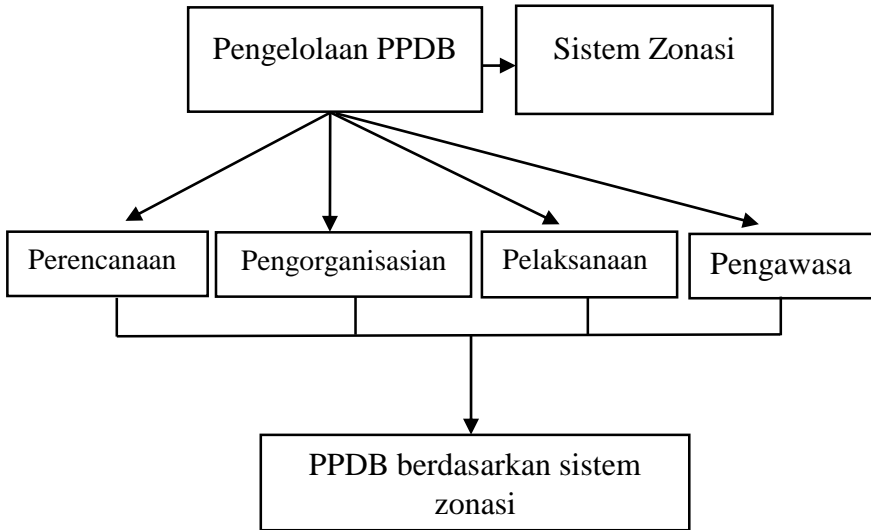 Pengelolaan PPDB
Sistem Zonasi
Perencanaan
Pengorganisasian
Pelaksanaan
Pengawasa
PPDB berdasarkan sistem
zonasi